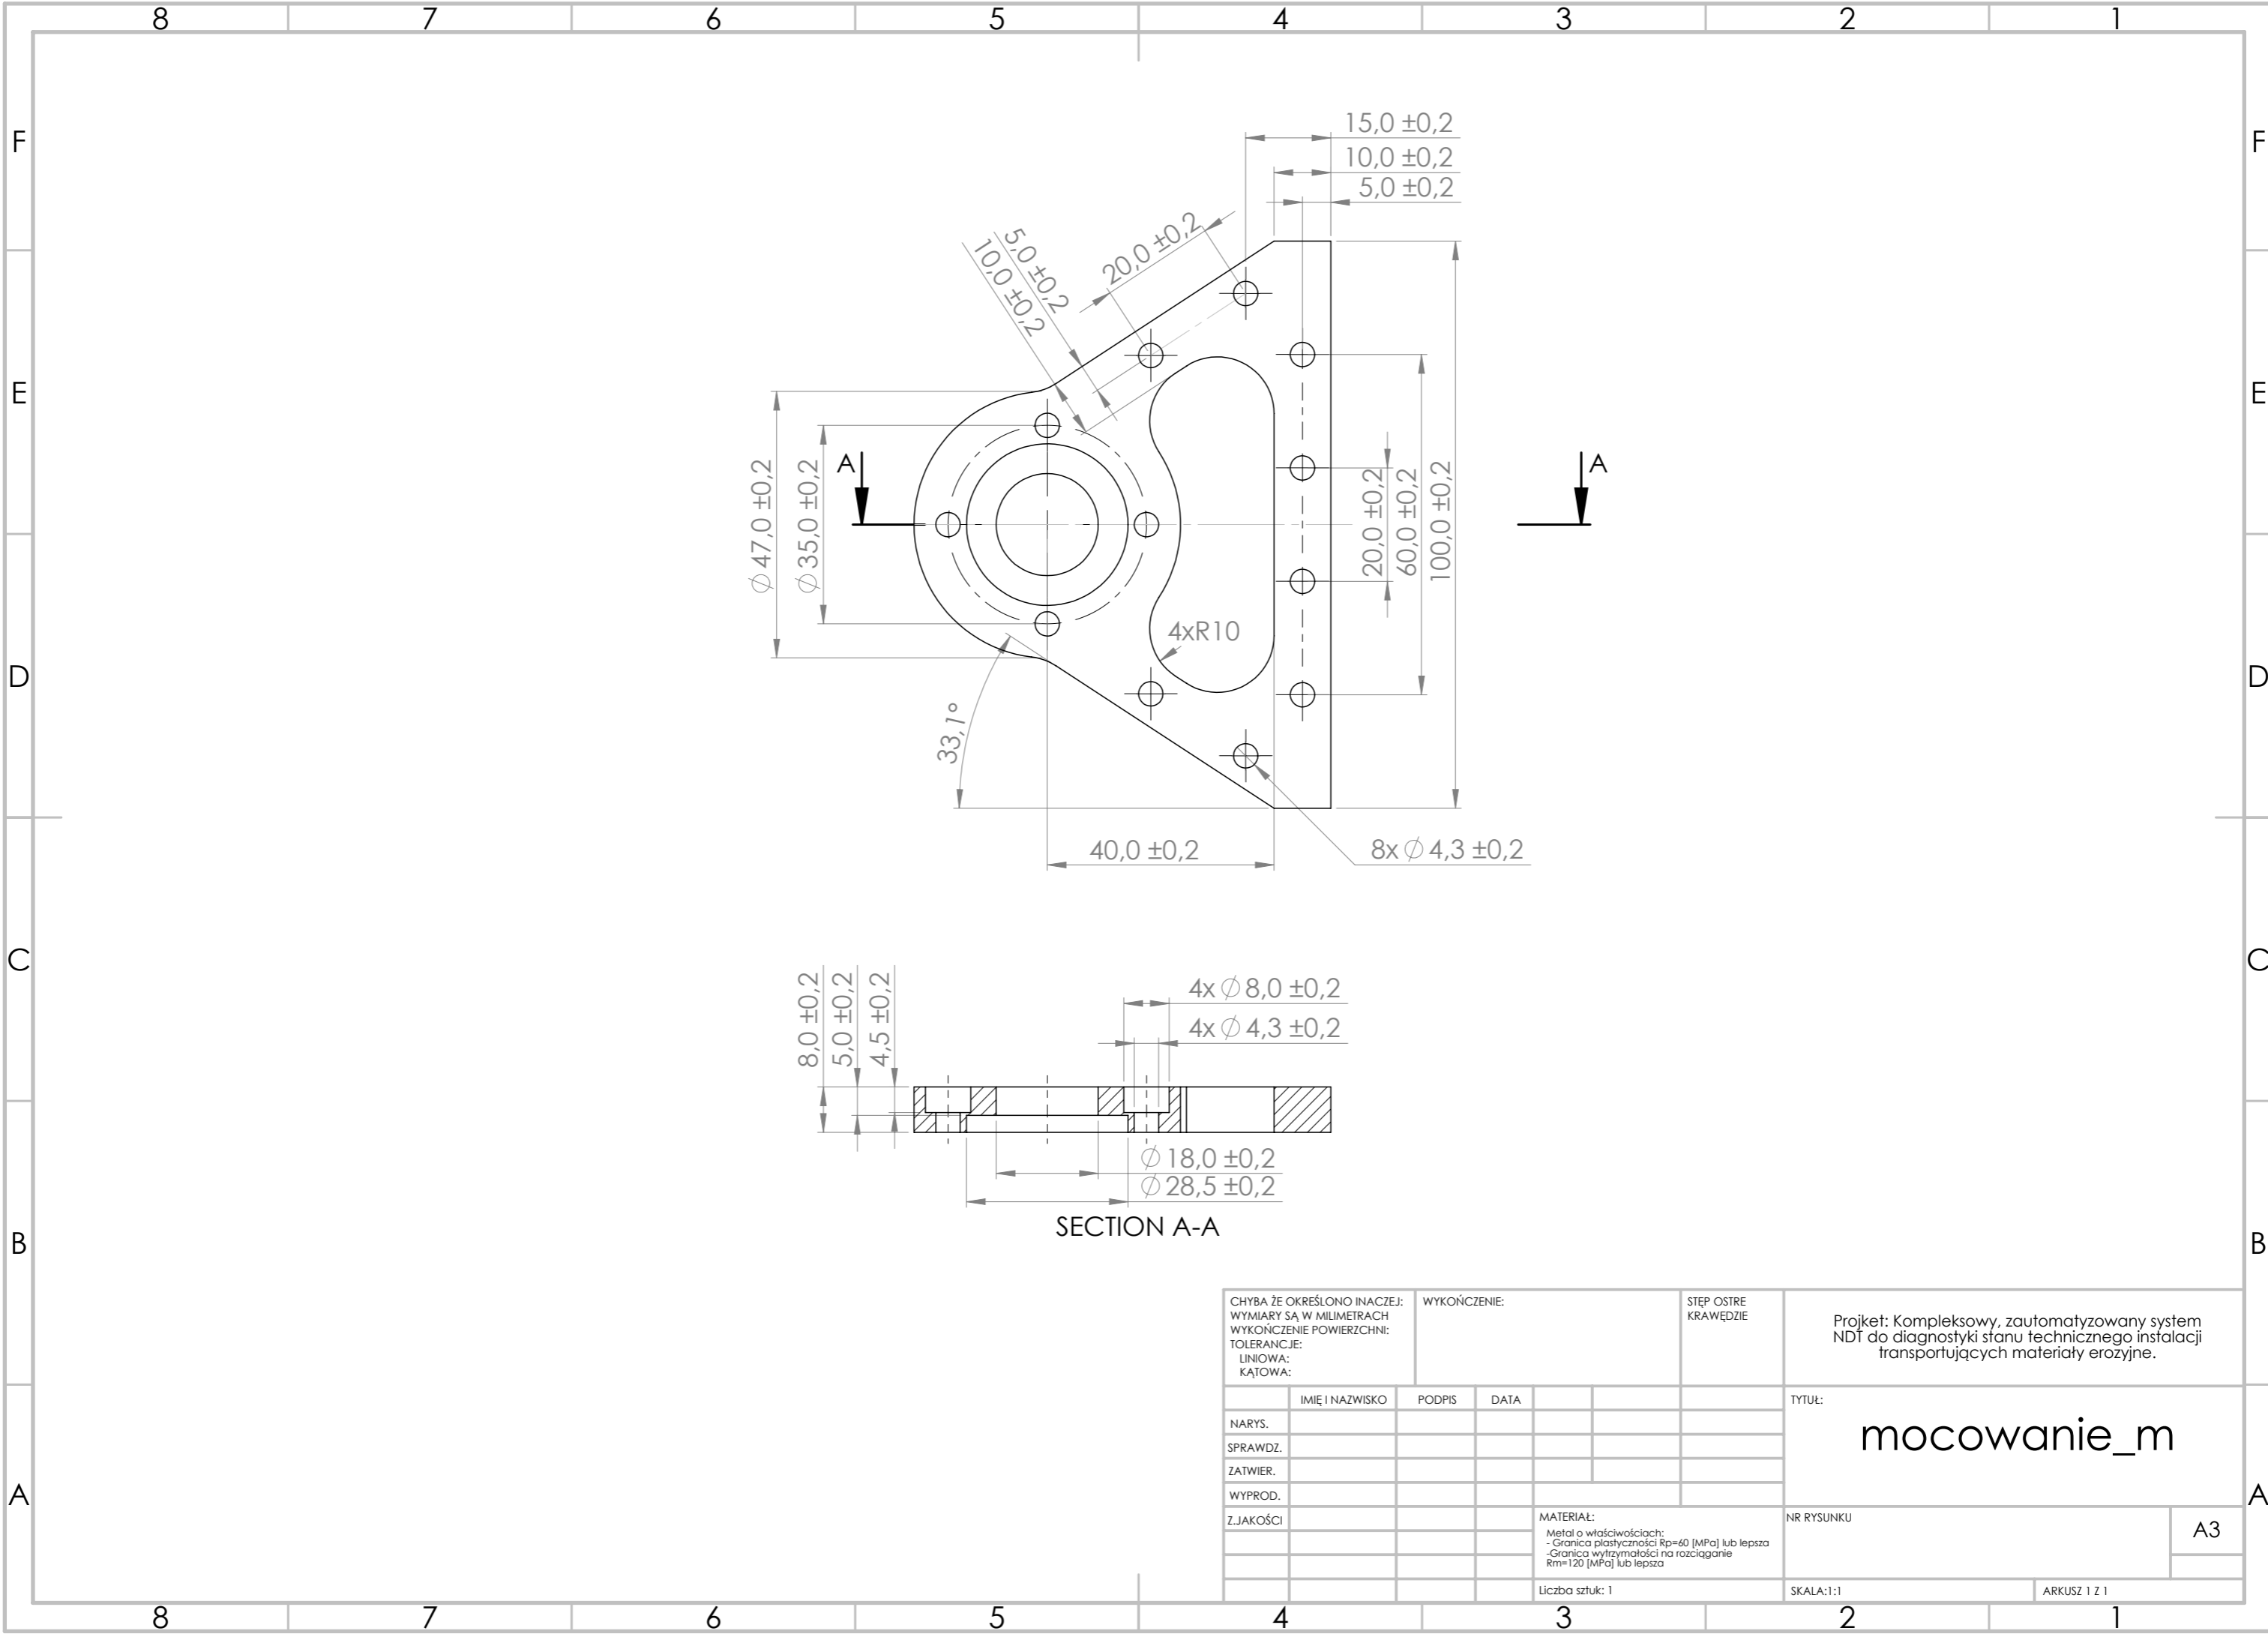 8 7 6 5 4 3 2 1
F F
E E
D D
C C
B B
A A
15,0 ±0,2
10,0 ±0,2
5,0 ±0,2
20,0 ±0,2
5,0 ±0,2
10,0 ±0,2
⌀47,0 ±0,2
⌀35,0 ±0,2
A A
20,0 ±0,2
60,0 ±0,2
100,0 ±0,2
4xR10
33,1°
40,0 ±0,2
8x ⌀4,3 ±0,2
8,0 ±0,2
5,0 ±0,2
4,5 ±0,2
4x ⌀8,0 ±0,2
4x ⌀4,3 ±0,2
⌀18,0 ±0,2
⌀28,5 ±0,2
SECTION A-A
CHYBA ŻE OKREŚLONO INACZEJ:
WYMIARY SĄ W MILIMETRACH
WYKOŃCZENIE POWIERZCHNI:
TOLERANCJE:
LINIOWA:
KĄTOWA:
WYKOŃCZENIE:
STĘP OSTRE
KRAWĘDZIE
Projket: Kompleksowy, zautomatyzowany system
NDT do diagnostyki stanu technicznego instalacji
transportujących materiały erozyjne.
IMIĘ I NAZWISKO PODPIS DATA
NARYS.
SPRAWDZ.
ZATWIER.
WYPROD.
Z.JAKOŚCI
TYTUŁ:
mocowanie_m
MATERIAŁ:
Metal o właściwościach:
- Granica plastyczności Rp=60 [MPa] lub lepsza
-Granica wytrzymałości na rozciąganie
Rm=120 [MPa] lub lepsza
NR RYSUNKU
A3
Liczba sztuk: 1
SKALA:1:1
ARKUSZ 1 Z 1
8 7 6 5 4 3 2 1